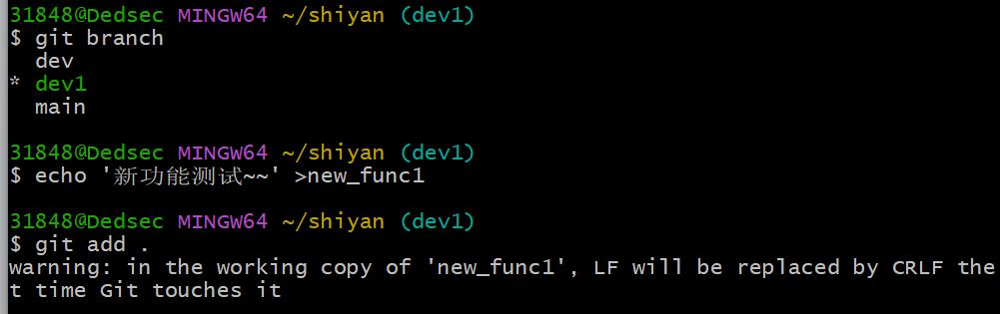 31848@Dedsec MINGW64 ~/shiyan (dev1)
$ git branch
  dev
* dev1
  main
31848@Dedsec MINGW64 ~/shiyan (dev1)
$ echo '新功能测试~~' >new_func1
31848@Dedsec MINGW64 ~/shiyan (dev1)
$ git add .
warning: in the working copy of 'new_func1', LF will be replaced by CRLF the
t time Git touches it